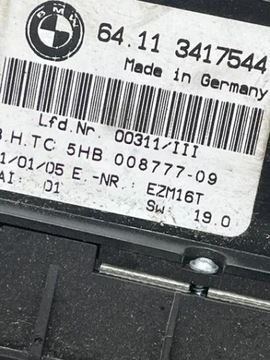 BMW
64.11 3417544
Made in Germany
Lfd.Nr. 00311/III
B.H.TC 5HB 008777-09
1/01/05 E.-NR.: EZM16T
AI: 01 SW: 19.0